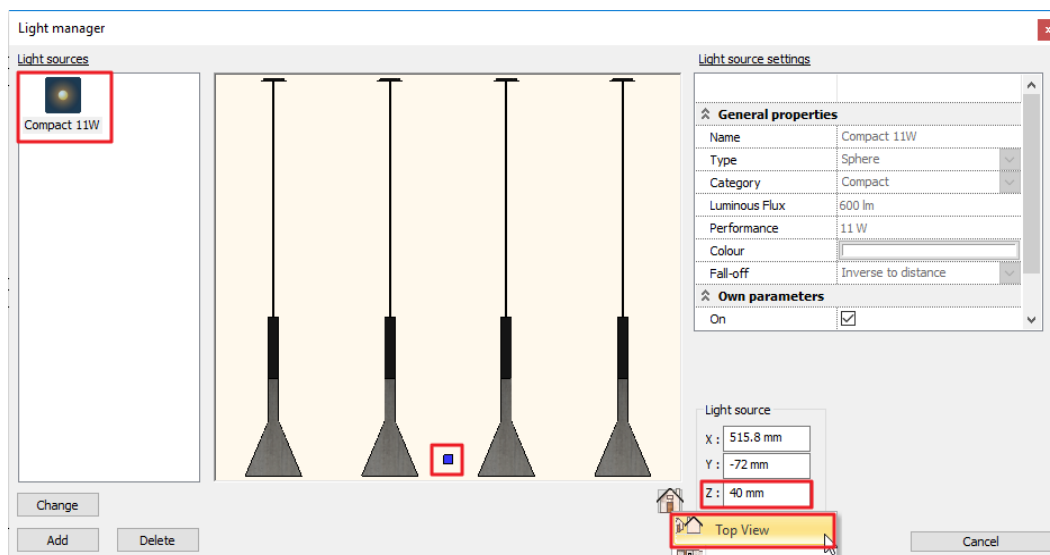 Light manager
x
Light sources
Light source settings
Compact 11W
General properties
Name Compact 11W
Type Sphere
Category Compact
Luminous Flux 600 lm
Performance 11 W
Colour
Fall-off Inverse to distance
Own parameters
On
Light source
X : 515.8 mm
Y : -72 mm
Z : 40 mm
Change
Top View
Add Delete Cancel